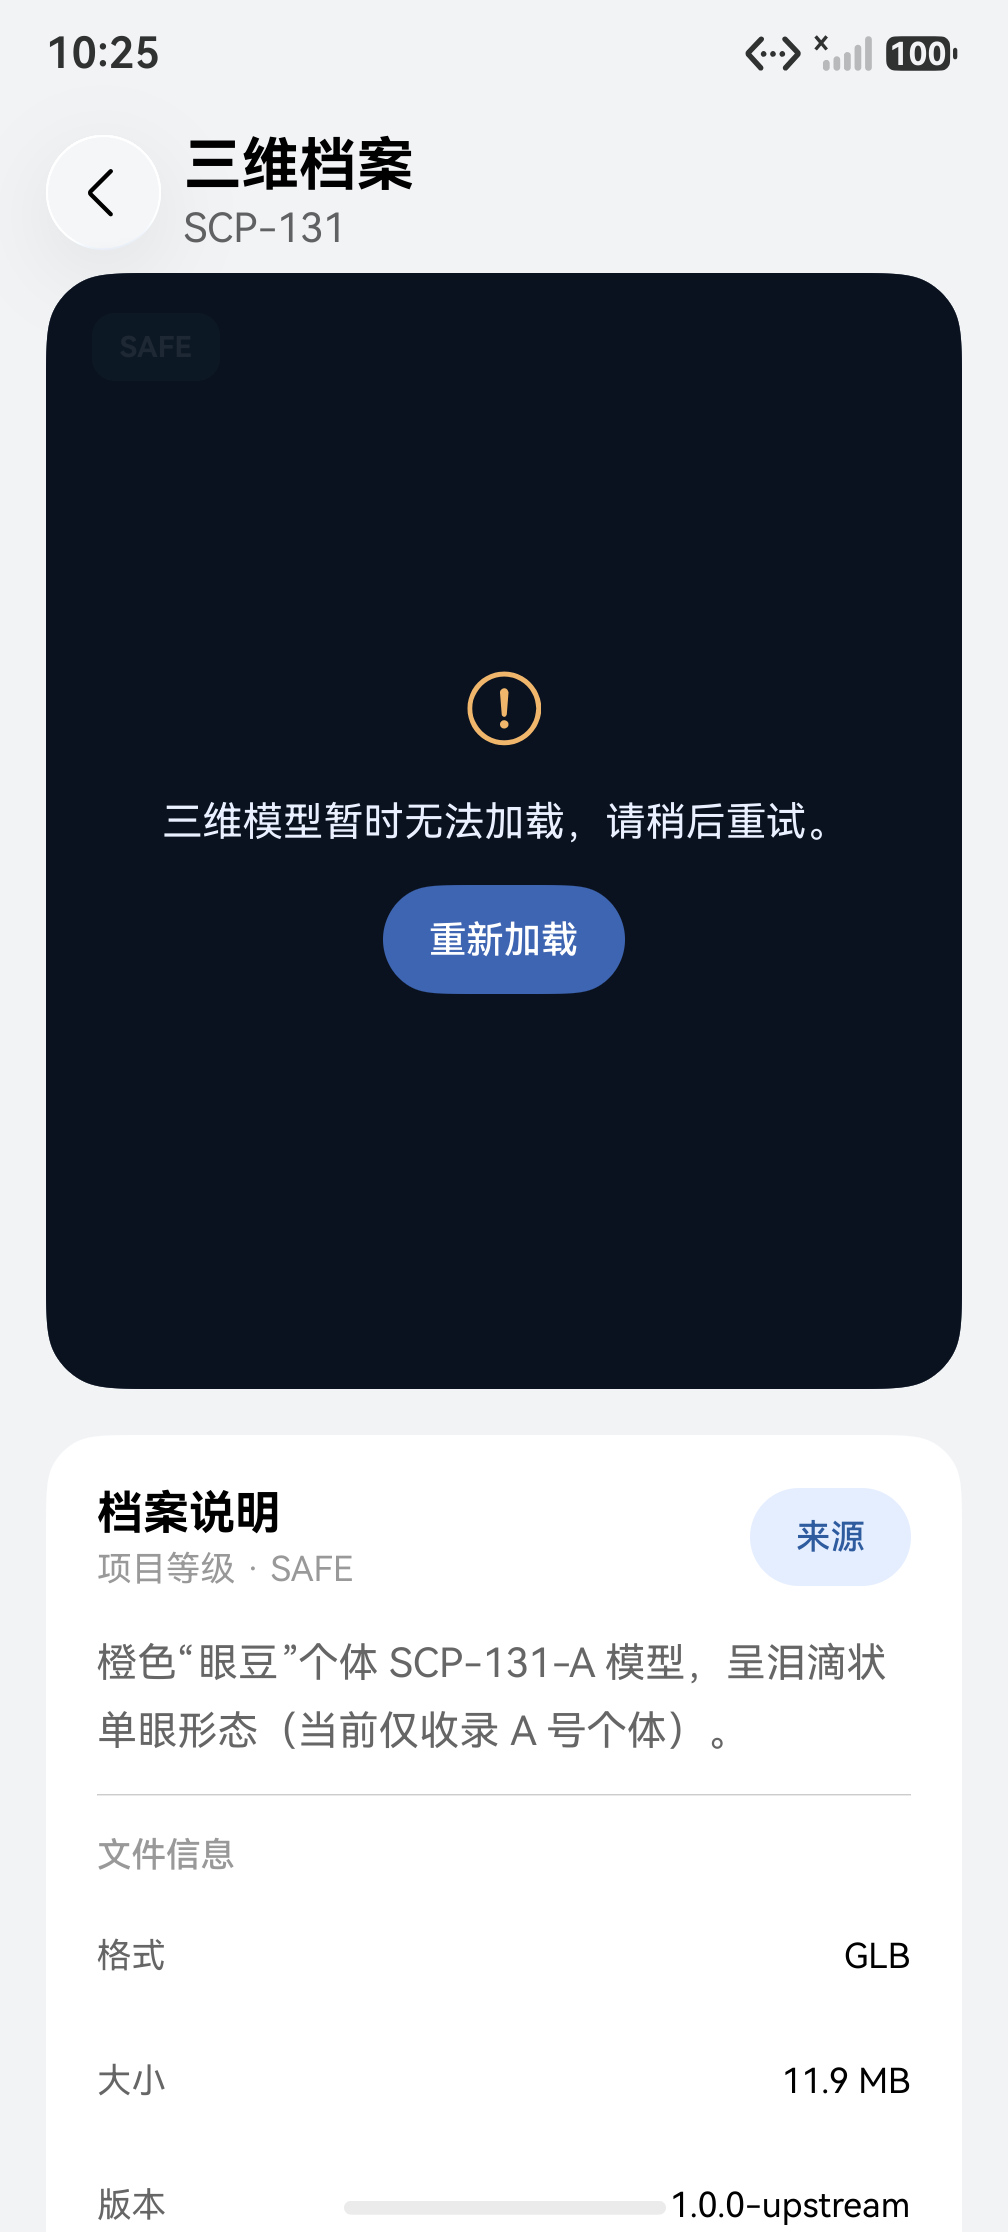 10:25
100
三维档案
SCP-131
SAFE
三维模型暂时无法加载，请稍后重试。
重新加载
档案说明
来源
项目等级 · SAFE
橙色“眼豆”个体 SCP-131-A 模型，呈泪滴状
单眼形态（当前仅收录 A 号个体）。
文件信息
格式 GLB
大小 11.9 MB
版本 1.0.0-upstream